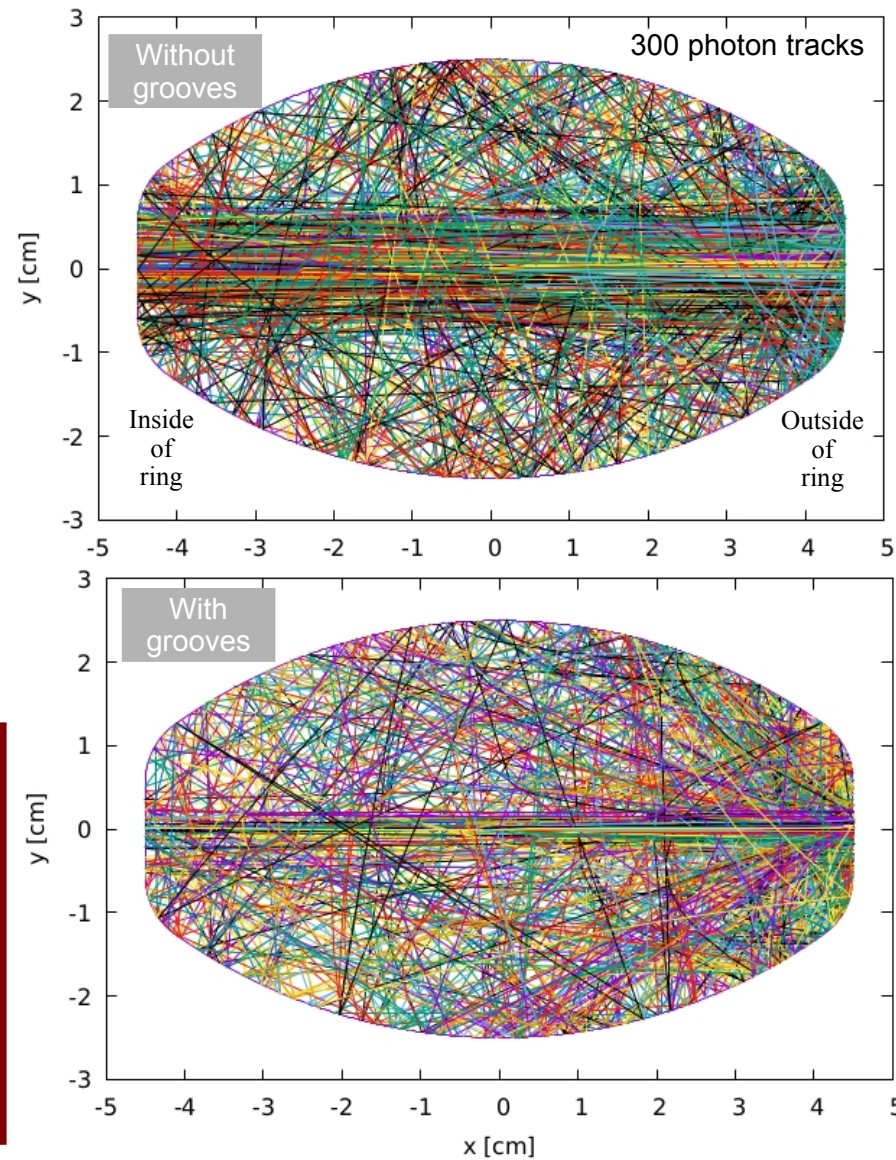 3
2
1
0
-1
-2
-3
y [cm]
Without
grooves
300 photon tracks
Inside
of
ring
Outside
of
ring
-5 -4 -3 -2 -1 0 1 2 3 4 5
3
2
1
0
-1
-2
-3
y [cm]
With
grooves
-5 -4 -3 -2 -1 0 1 2 3 4 5
x [cm]